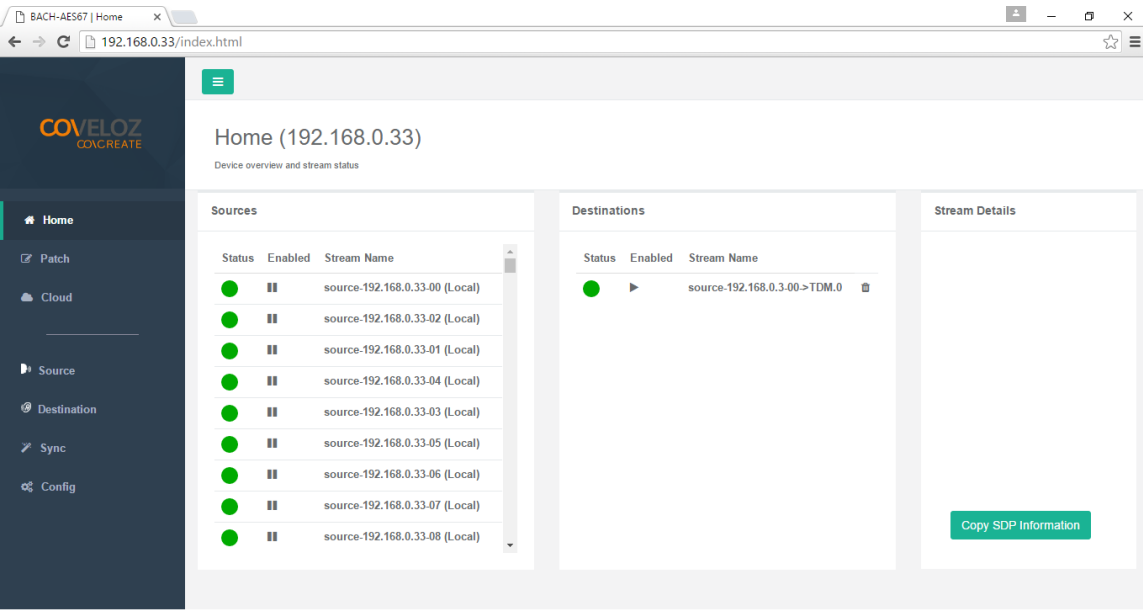 BACH-AES67 | Home
192.168.0.33/index.html
COVELOZ
CO\CREATE
Home (192.168.0.33)
Device overview and stream status
Home
Patch
Cloud
Source
Destination
Sync
Config
Sources
Status Enabled Stream Name
source-192.168.0.33-00 (Local)
source-192.168.0.33-02 (Local)
source-192.168.0.33-01 (Local)
source-192.168.0.33-04 (Local)
source-192.168.0.33-03 (Local)
source-192.168.0.33-05 (Local)
source-192.168.0.33-06 (Local)
source-192.168.0.33-07 (Local)
source-192.168.0.33-08 (Local)
Destinations
Status Enabled Stream Name
source-192.168.0.3-00->TDM.0
Stream Details
Copy SDP Information